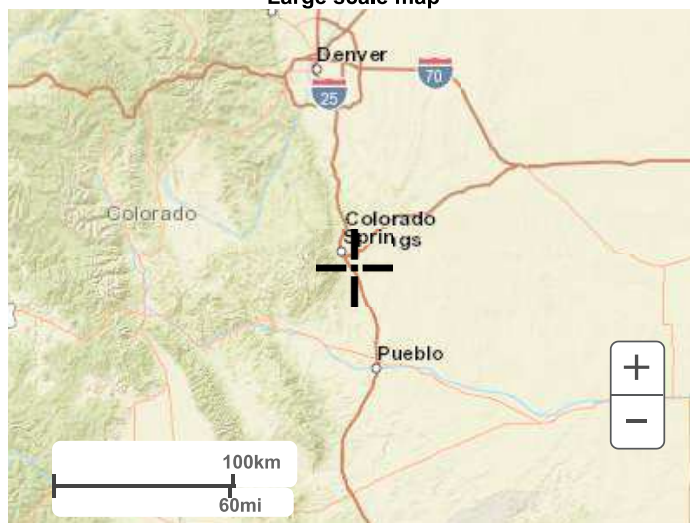 Large scale map
Denver
70
25
Colorado
Colorado
Springs
Pueblo
+
−
100km
60mi